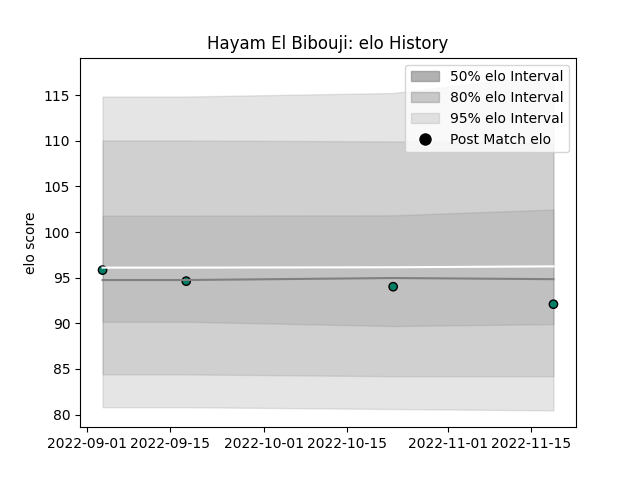 Hayam El Bibouji: elo History
50% elo Interval
80% elo Interval
95% elo Interval
Post Match elo
elo score
115
110
105
100
95
90
85
80
2022-09-01 2022-09-15 2022-10-01 2022-10-15 2022-11-01 2022-11-15